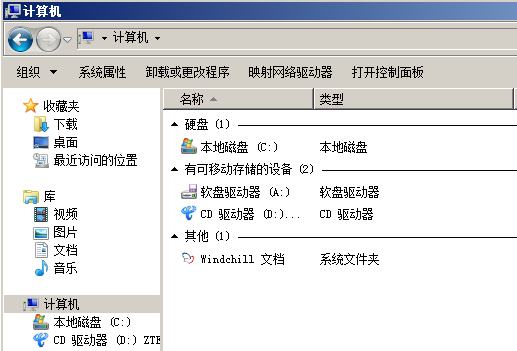 计算机
计算机
组织 系统属性 卸载或更改程序 映射网络驱动器 打开控制面板
收藏夹
下载
桌面
最近访问的位置
库
视频
图片
文档
音乐
计算机
本地磁盘 (C:)
CD 驱动器 (D:) ZTE
名称 类型
硬盘 (1)
本地磁盘 (C:) 本地磁盘
有可移动存储的设备 (2)
软盘驱动器 (A:) 软盘驱动器
CD 驱动器 (D:)... CD 驱动器
其他 (1)
Windchill 文档 系统文件夹